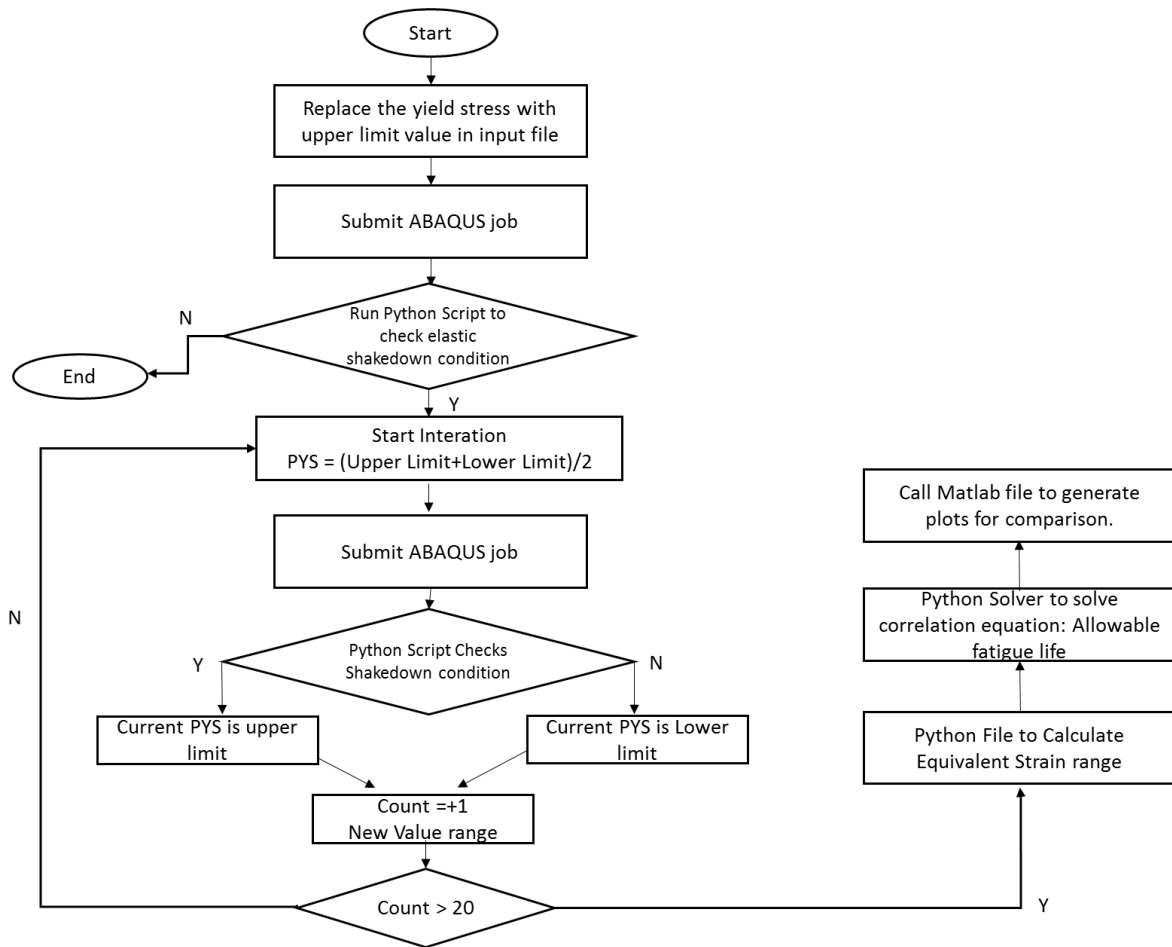 Start
Replace the yield stress with
upper limit value in input file
Submit ABAQUS job
Run Python Script to
check elastic
shakedown condition
N
End
Y
Start Interation
PYS = (Upper Limit+Lower Limit)/2
Submit ABAQUS job
Python Script Checks
Shakedown condition
Y
N
Current PYS is upper
limit
Current PYS is Lower
limit
Count =+1
New Value range
Count > 20
N
Y
Python File to Calculate
Equivalent Strain range
Python Solver to solve
correlation equation: Allowable
fatigue life
Call Matlab file to generate
plots for comparison.